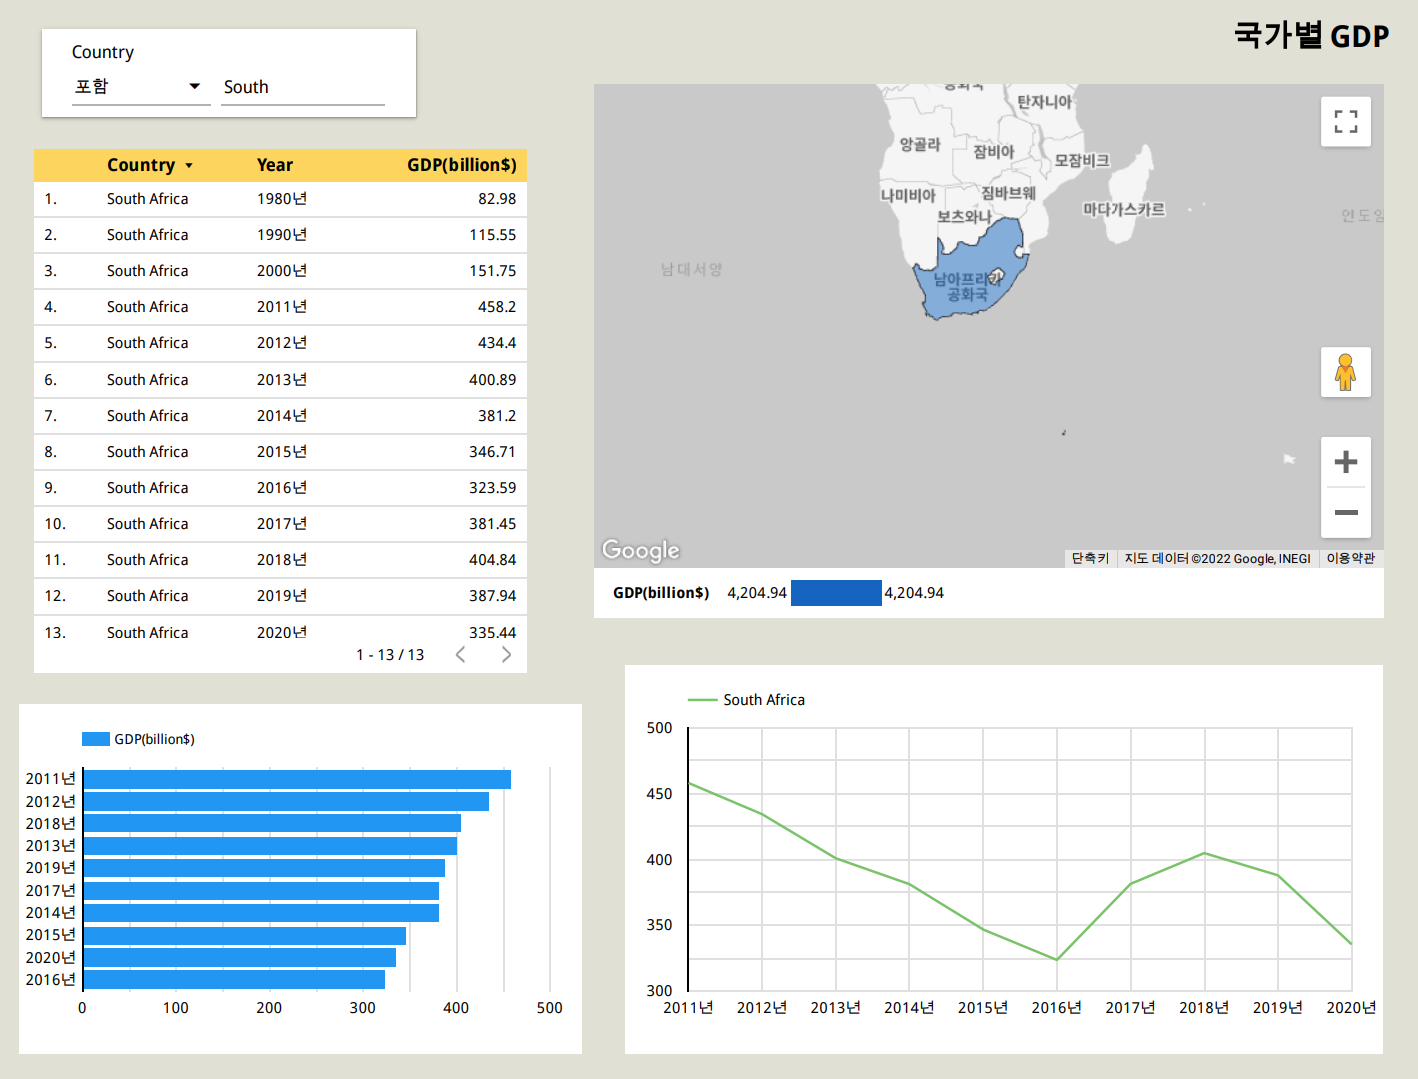 국가별 GDP
Country
포함 South
Country Year GDP(billion$)
1. South Africa 1980년 82.98
2. South Africa 1990년 115.55
3. South Africa 2000년 151.75
4. South Africa 2011년 458.2
5. South Africa 2012년 434.4
6. South Africa 2013년 400.89
7. South Africa 2014년 381.2
8. South Africa 2015년 346.71
9. South Africa 2016년 323.59
10. South Africa 2017년 381.45
11. South Africa 2018년 404.84
12. South Africa 2019년 387.94
13. South Africa 2020년 335.44
1 - 13 / 13
공화국
탄자니아
앙골라
잠비아
모잠비크
나미비아
짐바브웨
마다가스카르
보츠와나
인도양
남대서양
남아프리카
공화국
Google
단축키 지도 데이터 ©2022 Google, INEGI 이용약관
GDP(billion$) 4,204.94 4,204.94
GDP(billion$)
2011년
2012년
2018년
2013년
2019년
2017년
2014년
2015년
2020년
2016년
0 100 200 300 400 500
South Africa
500
450
400
350
300
2011년 2012년 2013년 2014년 2015년 2016년 2017년 2018년 2019년 2020년